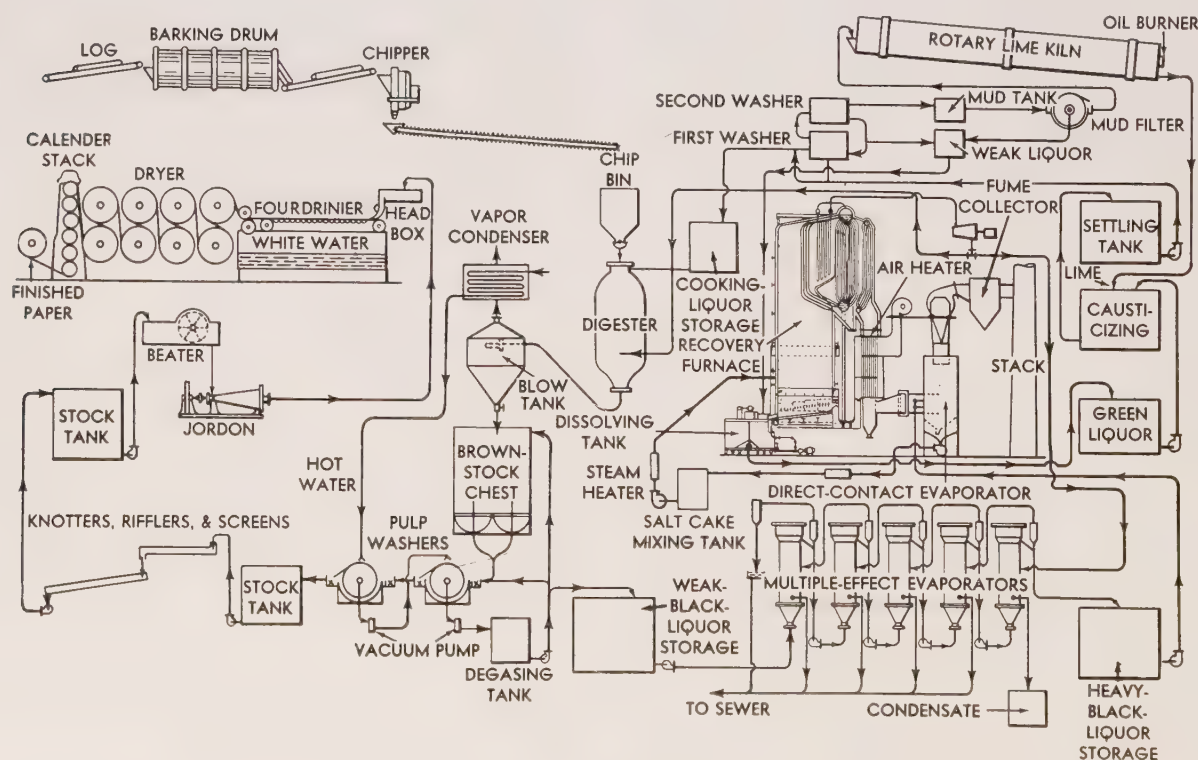 LOG
BARKING DRUM
CHIPPER
OIL BURNER
ROTARY LIME KILN
SECOND WASHER
MUD TANK
MUD FILTER
FIRST WASHER
WEAK LIQUOR
CALENDER
STACK
DRYER
FOURDRINIER
HEAD
BOX
WHITE WATER
FINISHED
PAPER
CHIP
BIN
VAPOR
CONDENSER
FUME
COLLECTOR
SETTLING
TANK
AIR HEATER
LIME
CAUSTI-
CIZING
COOKING-
LIQUOR
STORAGE
DIGESTER
RECOVERY
FURNACE
STACK
BEATER
JORDON
STOCK
TANK
BLOW
TANK
DISSOLVING
TANK
GREEN
LIQUOR
HOT
WATER
BROWN-
STOCK
CHEST
STEAM
HEATER
SALT CAKE
MIXING TANK
DIRECT-CONTACT EVAPORATOR
KNOTTERS, RIFFLERS, & SCREENS
PULP
WASHERS
STOCK
TANK
VACUUM PUMP
DEGASING
TANK
WEAK-
BLACK-
LIQUOR
STORAGE
MULTIPLE-EFFECT EVAPORATORS
TO SEWER
CONDENSATE
HEAVY-
BLACK-
LIQUOR
STORAGE